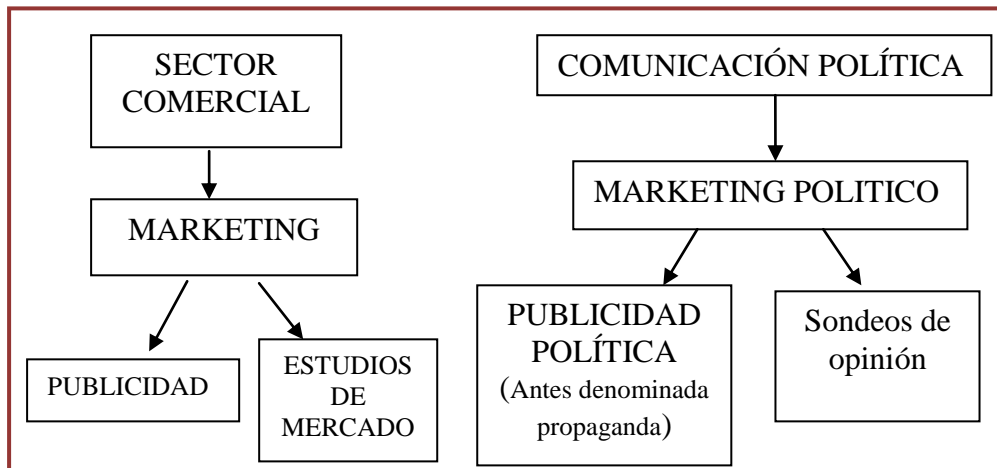 SECTOR
COMERCIAL
MARKETING
PUBLICIDAD
ESTUDIOS
DE
MERCADO
COMUNICACIÓN POLÍTICA
MARKETING POLITICO
PUBLICIDAD
POLÍTICA
(Antes denominada
propaganda)
Sondeos de
opinión